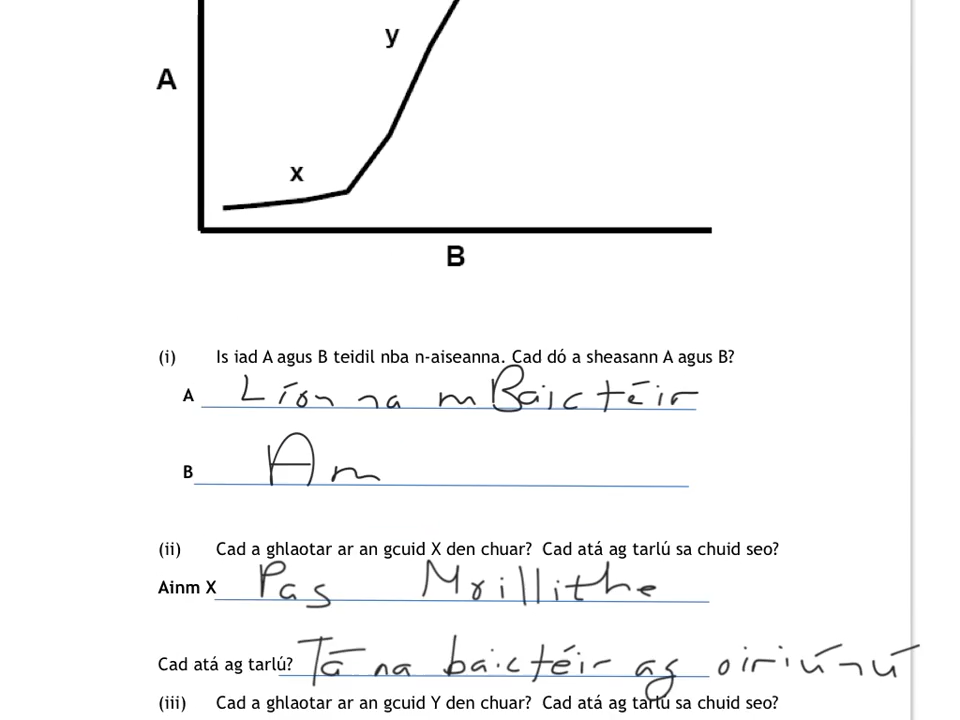 y
A
x
B
(i) Is iad A agus B teidil nba n-aiseanna. Cad dó a sheasann A agus B?
A Líon na mBaictéir
B Am
(ii) Cad a ghlaotar ar an gcuid X den chuar? Cad atá ag tarlú sa chuid seo?
Ainm X Pas Moillithe
Cad atá ag tarlú? Tá na baictéir ag oiriúnú
(iii) Cad a ghlaotar ar an gcuid Y den chuar? Cad atá ag tarlú sa chuid seo?